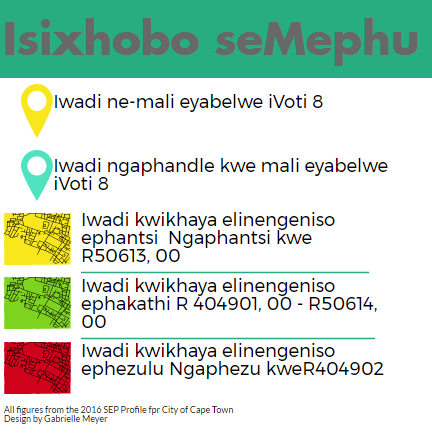 Isixhobo seMephu
Iwadi ne-mali eyabelwe iVoti 8
Iwadi ngaphandle kwe mali eyabelwe
iVoti 8
Iwadi kwikhaya elinengeniso
ephantsi Ngaphantsi kwe
R50613, 00
Iwadi kwikhaya elinengeniso
ephakathi R 404901, 00 - R50614,
00
Iwadi kwikhaya elinengeniso
ephezulu Ngaphezu kweR404902
All figures from the 2016 SEP Profile fpr City of Cape Town
Design by Gabrielle Meyer